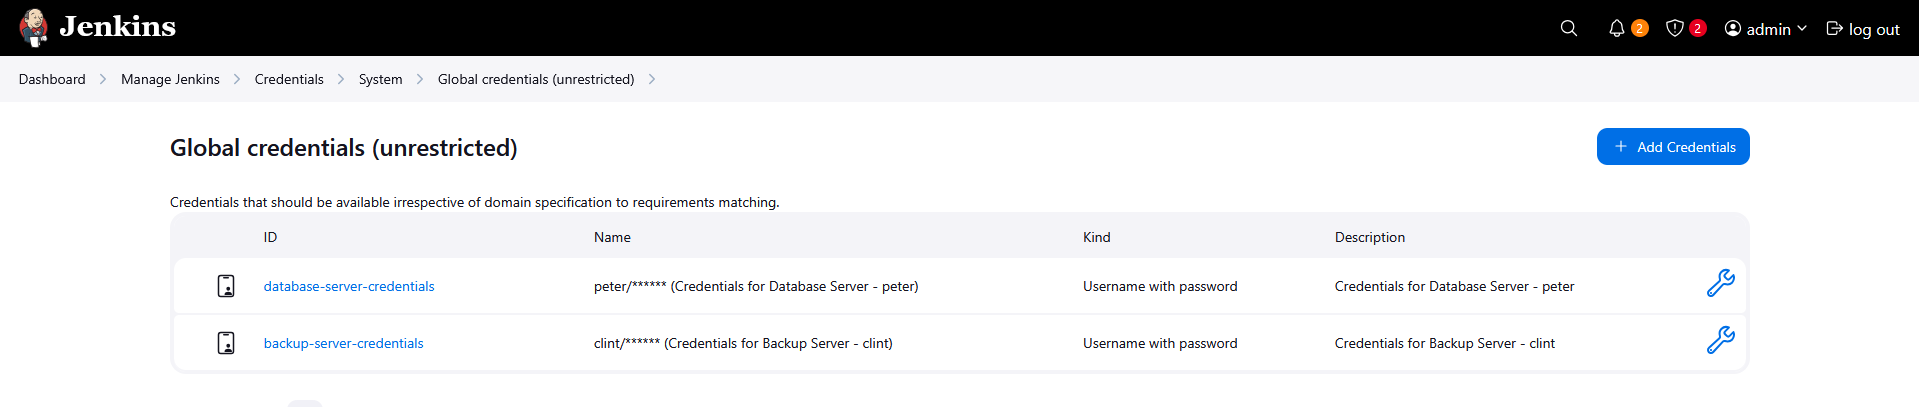 Jenkins 2 2 admin log out
Dashboard Manage Jenkins Credentials System Global credentials (unrestricted)
Global credentials (unrestricted) + Add Credentials
Credentials that should be available irrespective of domain specification to requirements matching.
ID Name Kind Description
database-server-credentials peter/****** (Credentials for Database Server - peter) Username with password Credentials for Database Server - peter
backup-server-credentials clint/****** (Credentials for Backup Server - clint) Username with password Credentials for Backup Server - clint